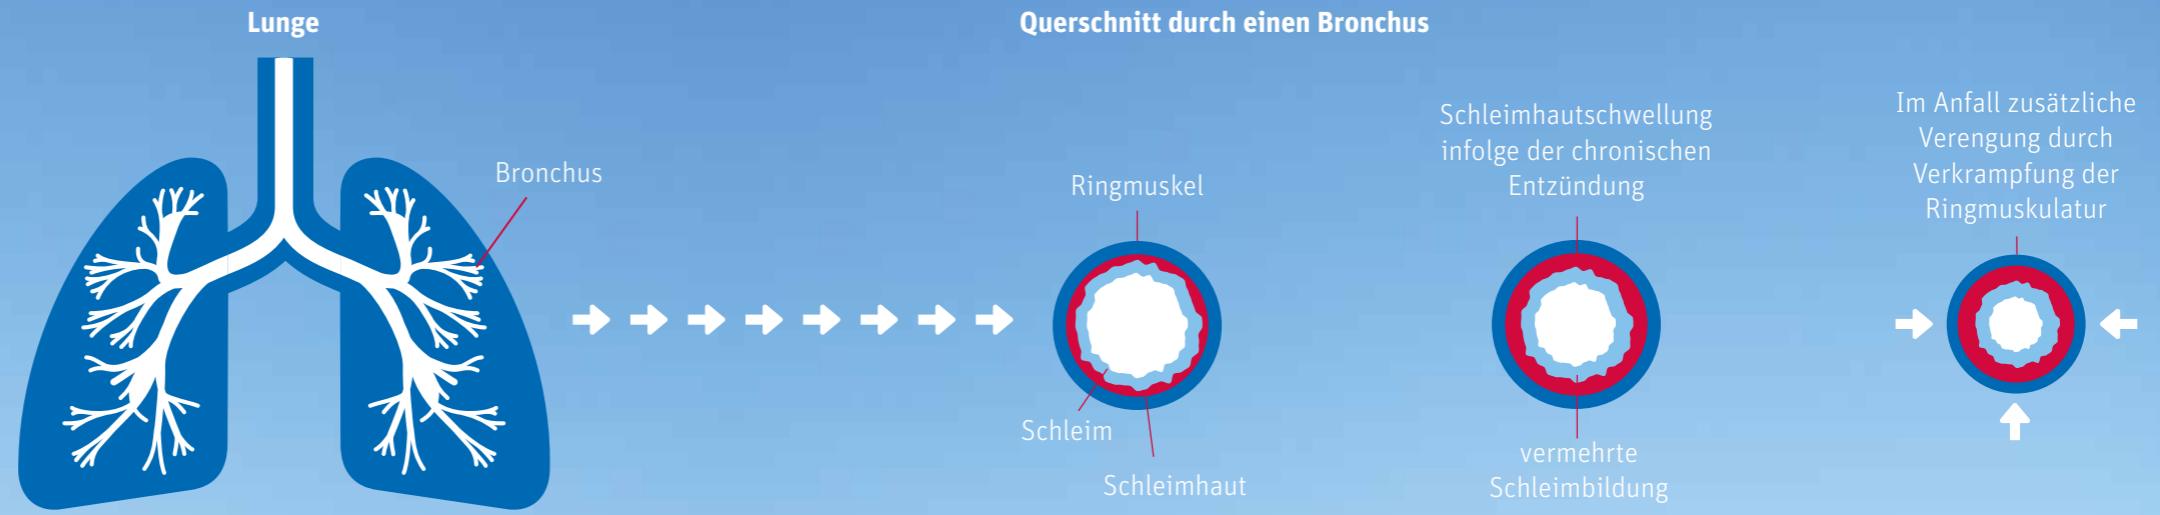 Lunge
Querschnitt durch einen Bronchus
Bronchus
Ringmuskel
Schleim
Schleimhaut
Schleimhautschwellung
infolge der chronischen
Entzündung
vermehrte
Schleimbildung
Im Anfall zusätzliche
Verengung durch
Verkrampfung der
Ringmuskulatur